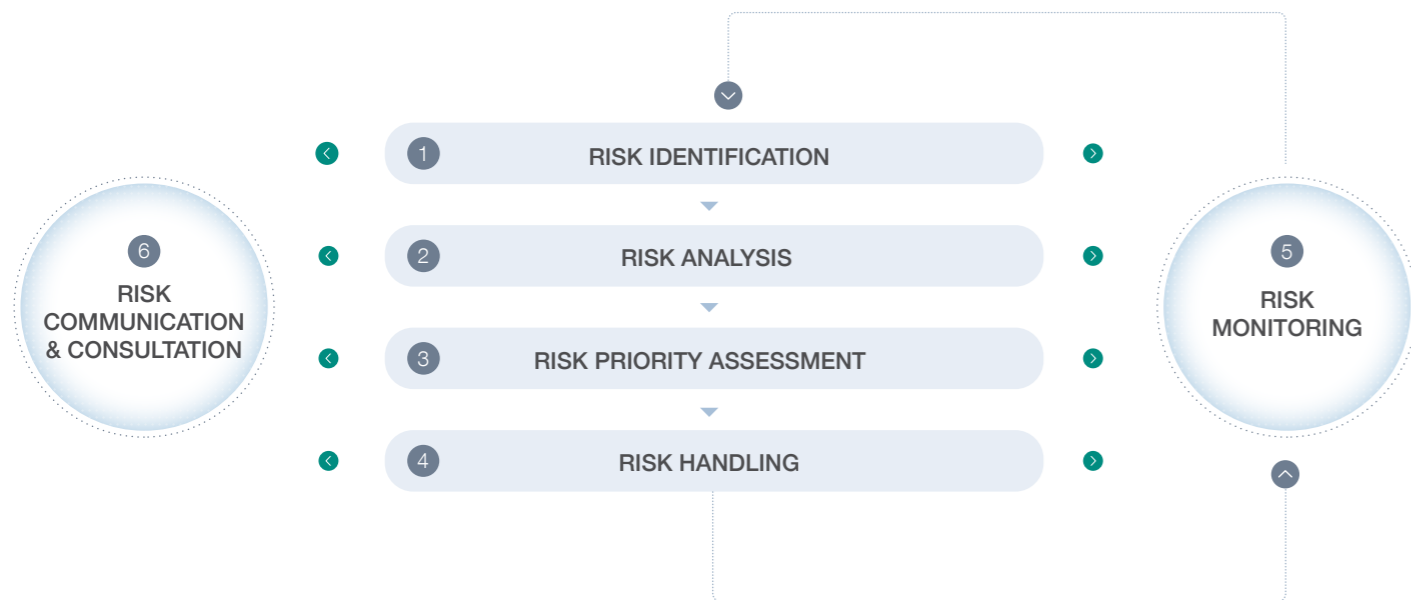 1
RISK IDENTIFICATION
2
RISK ANALYSIS
3
RISK PRIORITY ASSESSMENT
4
RISK HANDLING
5
RISK
MONITORING
6
RISK
COMMUNICATION
& CONSULTATION